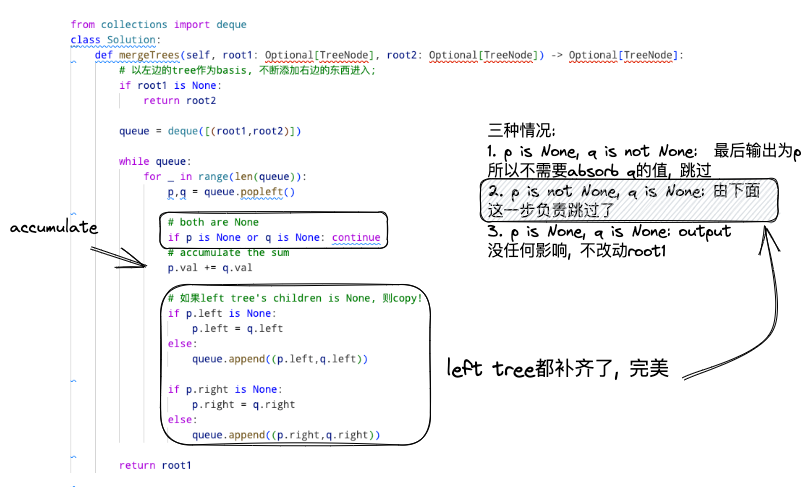 from collections import deque
class Solution:
def mergeTrees(self, root1: Optional[TreeNode], root2: Optional[TreeNode]) -> Optional[TreeNode]:
# 以左边的tree作为basis, 不断添加右边的东西进入;
if root1 is None:
return root2
queue = deque([(root1,root2)])
while queue:
for _ in range(len(queue)):
p,q = queue.popleft()
# both are None
if p is None or q is None: continue
# accumulate the sum
p.val += q.val
# 如果left tree's children is None, 则copy!
if p.left is None:
p.left = q.left
else:
queue.append((p.left,q.left))
if p.right is None:
p.right = q.right
else:
queue.append((p.right,q.right))
return root1
accumulate
三种情况:
1. p is None, q is not None: 最后输出为p
所以不需要absorb q的值, 跳过
2. p is not None, q is None: 由下面
这一步负责跳过了
3. p is None, q is None: output
没任何影响, 不改动root1
left tree都补齐了, 完美